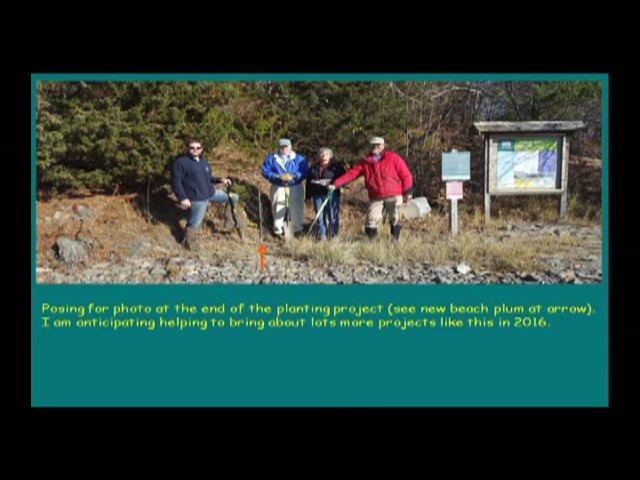 Posing for photo at the end of the planting project (see new beach plum at arrow).
I am anticipating helping to bring about lots more projects like this in 2016.